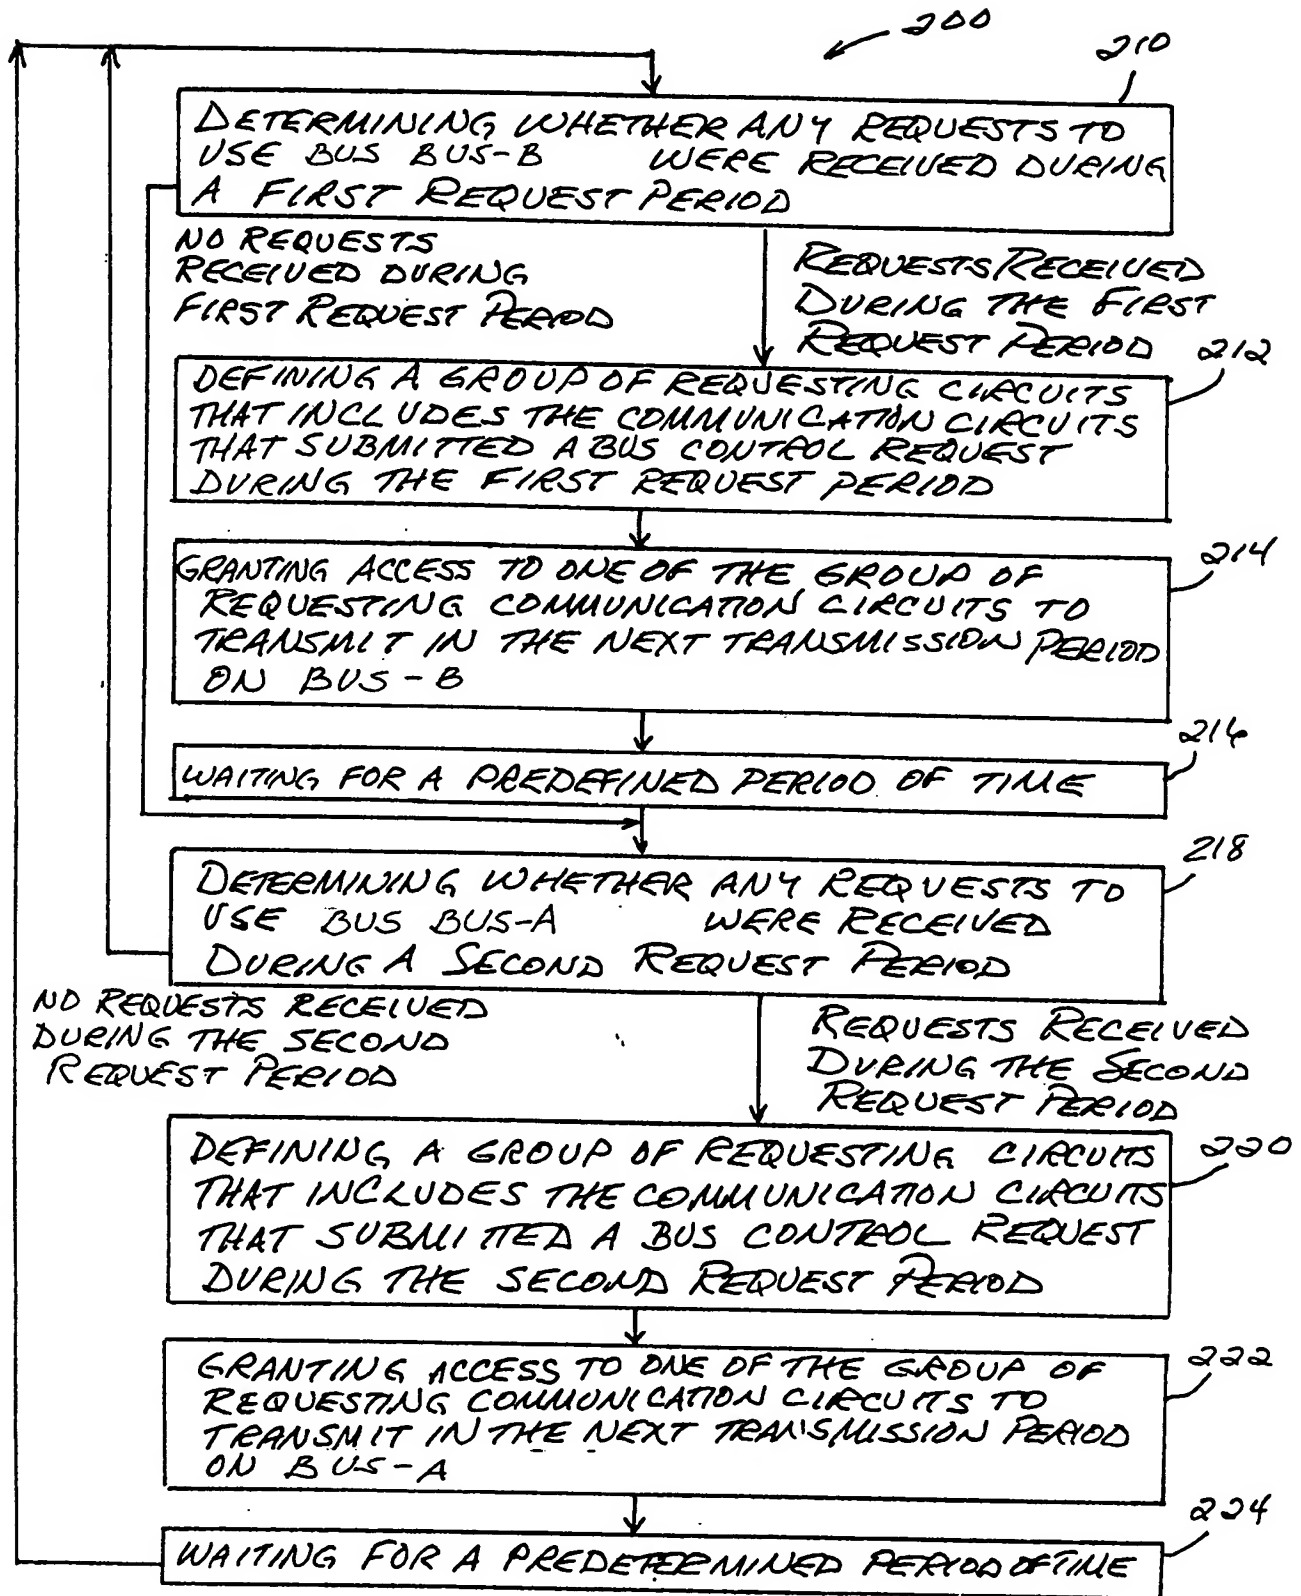 200
210
DETERMINING WHETHER ANY REQUESTS TO
USE BUS BUS-B WERE RECEIVED DURING
A FIRST REQUEST PERIOD
NO REQUESTS
RECEIVED DURING
FIRST REQUEST PERIOD
REQUESTS RECEIVED
DURING THE FIRST
REQUEST PERIOD
212
DEFINING A GROUP OF REQUESTING CIRCUITS
THAT INCLUDES THE COMMUNICATION CIRCUITS
THAT SUBMITTED A BUS CONTROL REQUEST
DURING THE FIRST REQUEST PERIOD
214
GRANTING ACCESS TO ONE OF THE GROUP OF
REQUESTING COMMUNICATION CIRCUITS TO
TRANSMIT IN THE NEXT TRANSMISSION PERIOD
ON BUS-B
216
WAITING FOR A PREDEFINED PERIOD OF TIME
218
DETERMINING WHETHER ANY REQUESTS TO
USE BUS BUS-A WERE RECEIVED
DURING A SECOND REQUEST PERIOD
NO REQUESTS RECEIVED
DURING THE SECOND
REQUEST PERIOD
REQUESTS RECEIVED
DURING THE SECOND
REQUEST PERIOD
220
DEFINING A GROUP OF REQUESTING CIRCUITS
THAT INCLUDES THE COMMUNICATION CIRCUITS
THAT SUBMITTED A BUS CONTROL REQUEST
DURING THE SECOND REQUEST PERIOD
222
GRANTING ACCESS TO ONE OF THE GROUP OF
REQUESTING COMMUNICATION CIRCUITS TO
TRANSMIT IN THE NEXT TRANSMISSION PERIOD
ON BUS-A
224
WAITING FOR A PREDETERMINED PERIOD OF TIME